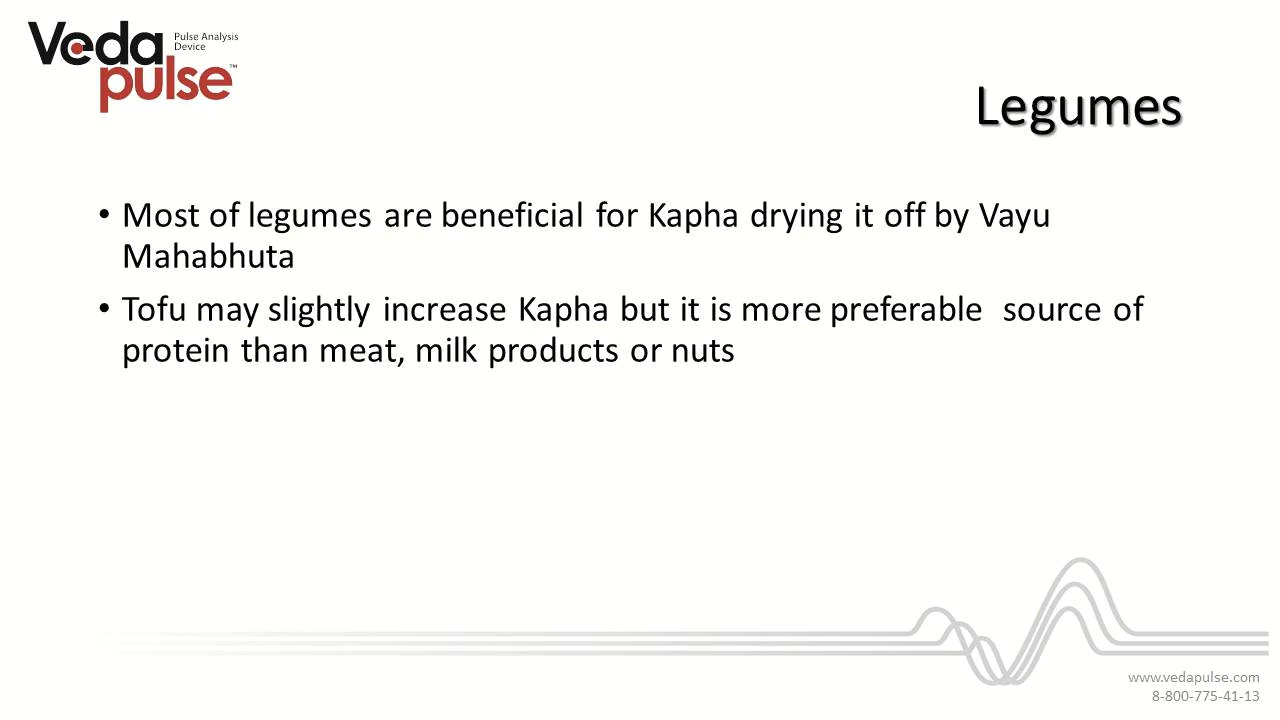 Veda
pulse™
Pulse Analysis
Device
Legumes
• Most of legumes are beneficial for Kapha drying it off by Vayu
Mahabhuta
• Tofu may slightly increase Kapha but it is more preferable  source of
protein than meat, milk products or nuts
www.vedapulse.com
8-800-775-41-13